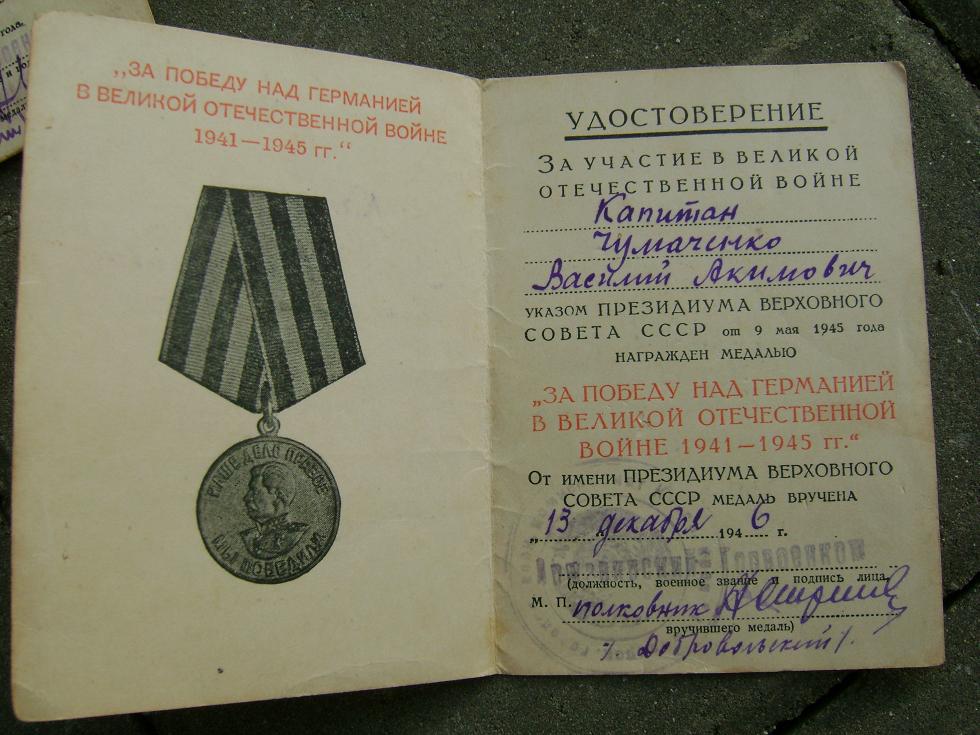 „ЗА ПОБЕДУ НАД ГЕРМАНИЕЙ
В ВЕЛИКОЙ ОТЕЧЕСТВЕННОЙ ВОЙНЕ
1941—1945 гг.“
НАШЕ ДЕЛО ПРАВОЕ
МЫ ПОБЕДИЛИ
УДОСТОВЕРЕНИЕ
ЗА УЧАСТИЕ В ВЕЛИКОЙ
ОТЕЧЕСТВЕННОЙ ВОЙНЕ
Капитан
Чумаченко
Василий Акимович
УКАЗОМ ПРЕЗИДИУМА ВЕРХОВНОГО
СОВЕТА СССР от 9 мая 1945 года
НАГРАЖДЕН МЕДАЛЬЮ
„ЗА ПОБЕДУ НАД ГЕРМАНИЕЙ
В ВЕЛИКОЙ ОТЕЧЕСТВЕННОЙ
ВОЙНЕ 1941—1945 гг.“
ОТ ИМЕНИ ПРЕЗИДИУМА ВЕРХОВНОГО
СОВЕТА СССР МЕДАЛЬ ВРУЧЕНА
„13 декабря 1946 г.
(должность, военное звание и подпись лица,
М. П. полковник
вручившего медаль)
/. Добровольский /.